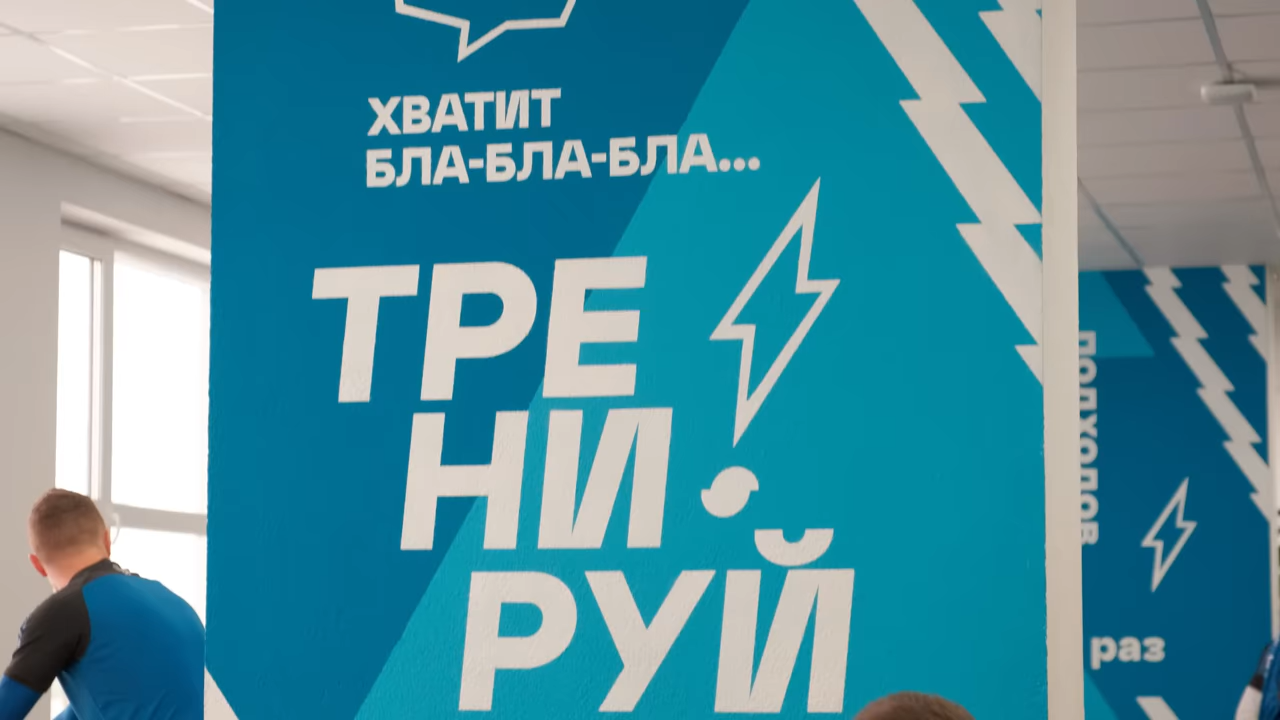 ХВАТИТ
БЛА-БЛА-БЛА...
ТРЕ
НИ
РУЙ
ПОДХОДОВ
раз